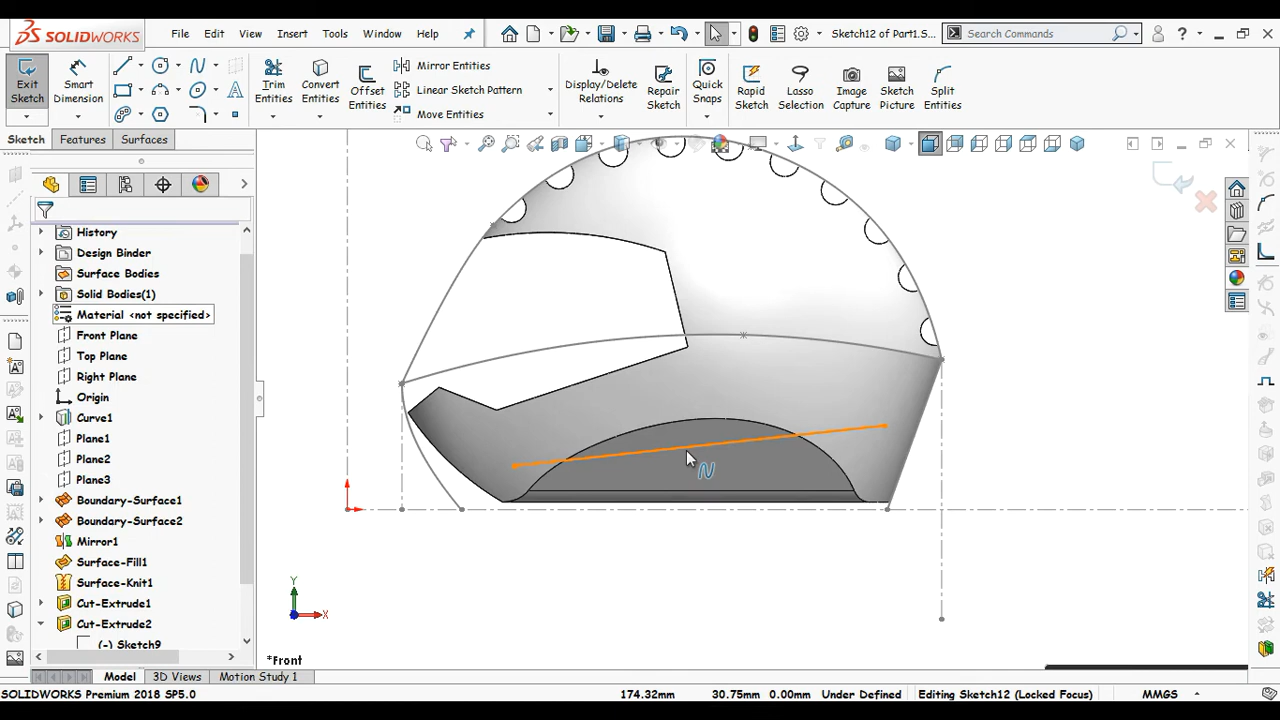 SOLIDWORKS File Edit View Insert Tools Window Help Sketch12 of Part1.S... Search Commands ?
Exit Sketch
Smart Dimension
Trim Entities
Convert Entities
Offset Entities
Mirror Entities
Linear Sketch Pattern
Move Entities
Display/Delete Relations
Repair Sketch
Quick Snaps
Rapid Sketch
Lasso Selection
Image Capture
Sketch Picture
Split Entities
Sketch Features Surfaces
History
Design Binder
Surface Bodies
Solid Bodies(1)
Material <not specified>
Front Plane
Top Plane
Right Plane
Origin
Curve1
Plane1
Plane2
Plane3
Boundary-Surface1
Boundary-Surface2
Mirror1
Surface-Fill1
Surface-Knit1
Cut-Extrude1
Cut-Extrude2
(-) Sketch9
Y
X
*Front
Model 3D Views Motion Study 1
SOLIDWORKS Premium 2018 SP5.0 174.32mm 30.75mm 0.00mm Under Defined Editing Sketch12 (Locked Focus) MMGS